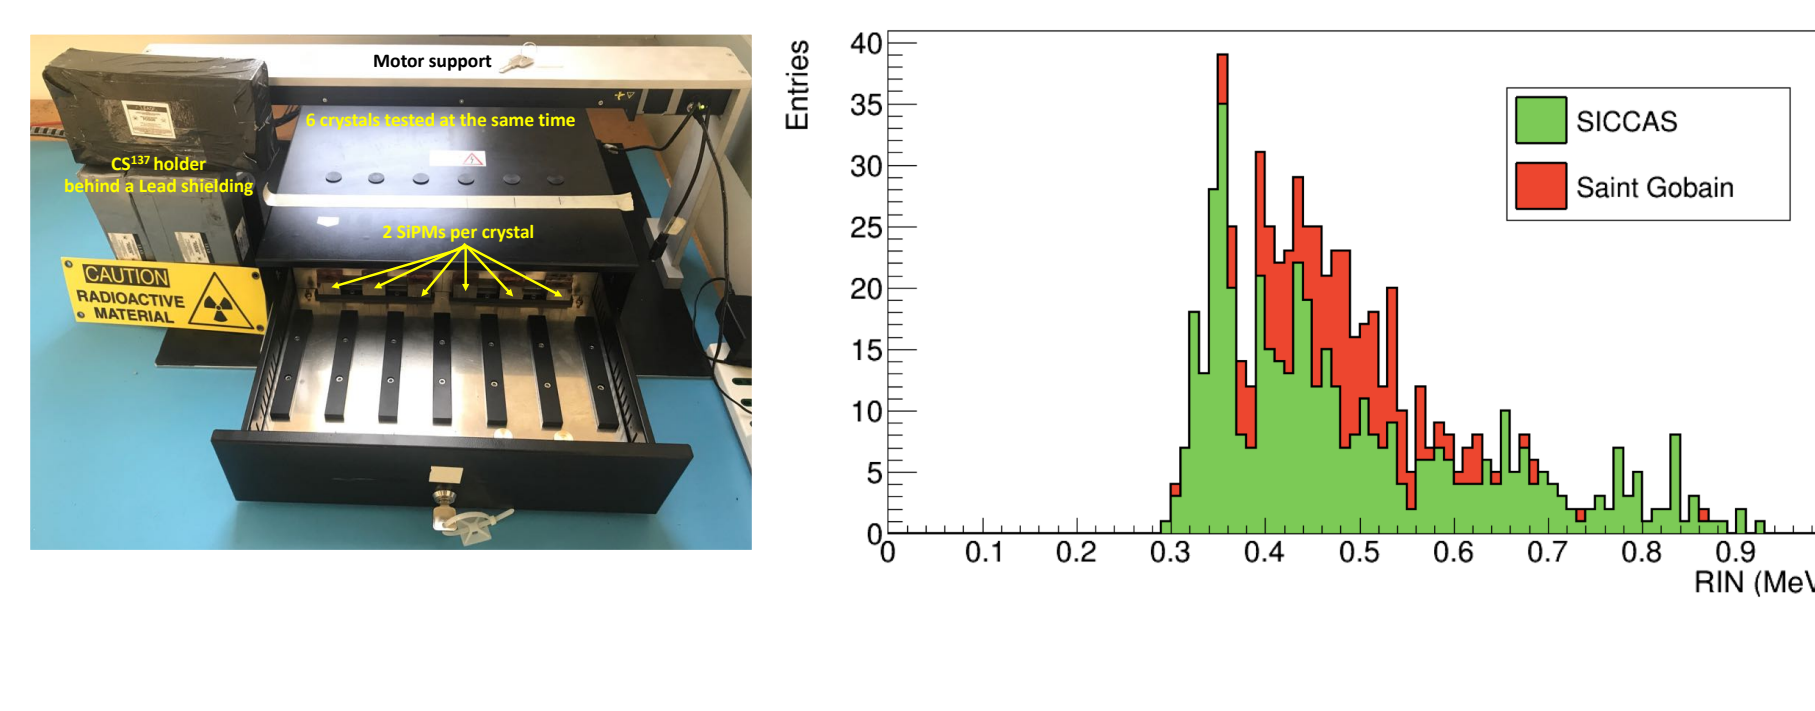 Motor support
6 crystals tested at the same time
CS137 holder
behind a Lead shielding
2 SiPMs per crystal
CAUTION
RADIOACTIVE
MATERIAL
Entries
40
35
30
25
20
15
10
5
0
0 0.1 0.2 0.3 0.4 0.5 0.6 0.7 0.8 0.9
RIN (MeV
SICCAS
Saint Gobain